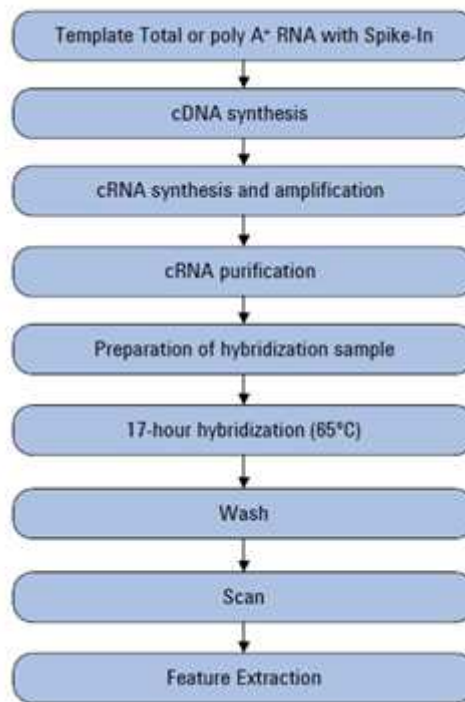 Template Total or poly A+ RNA with Spike-In
cDNA synthesis
cRNA synthesis and amplification
cRNA purification
Preparation of hybridization sample
17-hour hybridization (65°C)
Wash
Scan
Feature Extraction